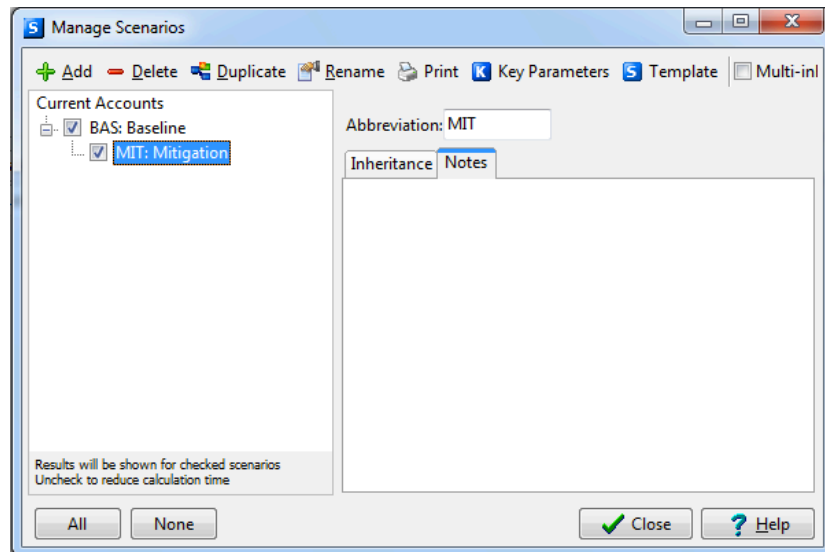 S Manage Scenarios
Add Delete Duplicate Rename Print K Key Parameters S Template Multi-inl
Current Accounts
BAS: Baseline
MIT: Mitigation
Abbreviation: MIT
Inheritance Notes
Results will be shown for checked scenarios
Uncheck to reduce calculation time
All None Close ? Help